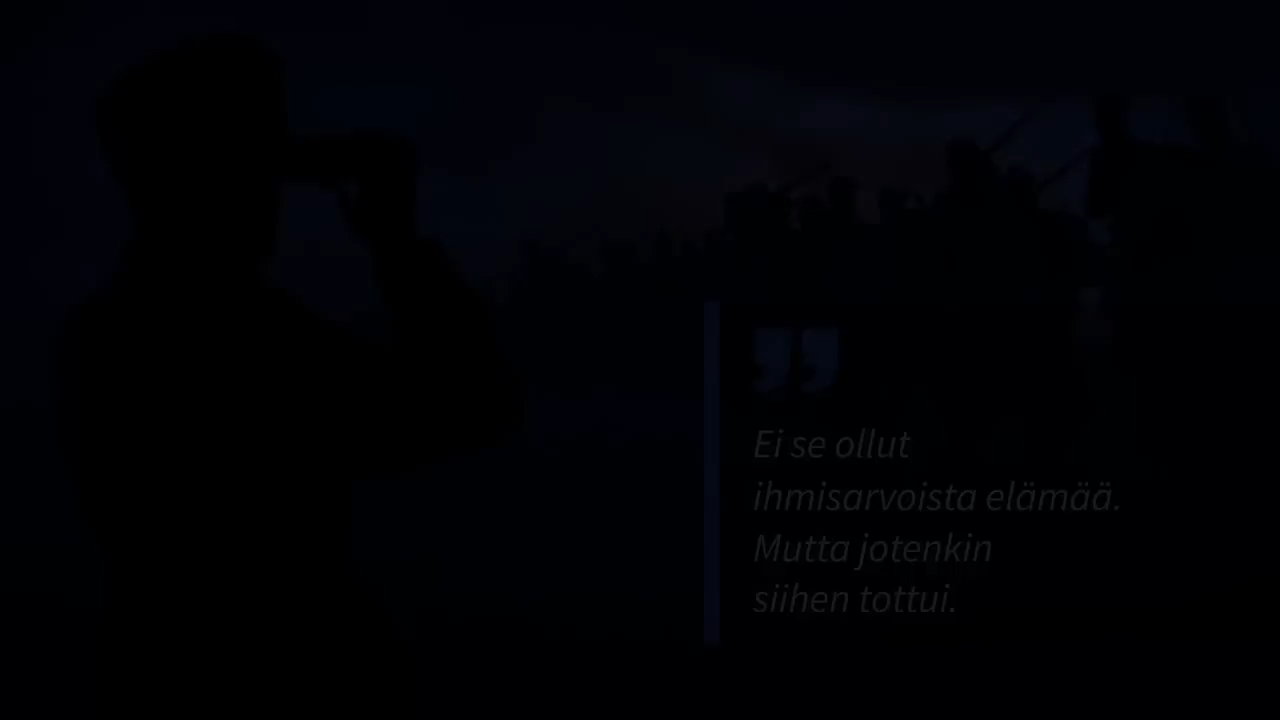 ”
Ei se ollut
ihmisarvoista elämää.
Mutta jotenkin
siihen tottui.